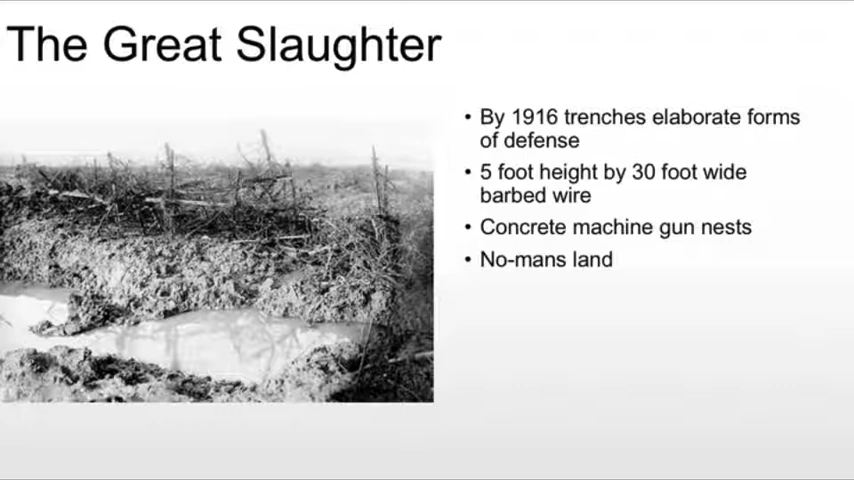 The Great Slaughter
• By 1916 trenches elaborate forms
of defense
• 5 foot height by 30 foot wide
barbed wire
• Concrete machine gun nests
• No-mans land